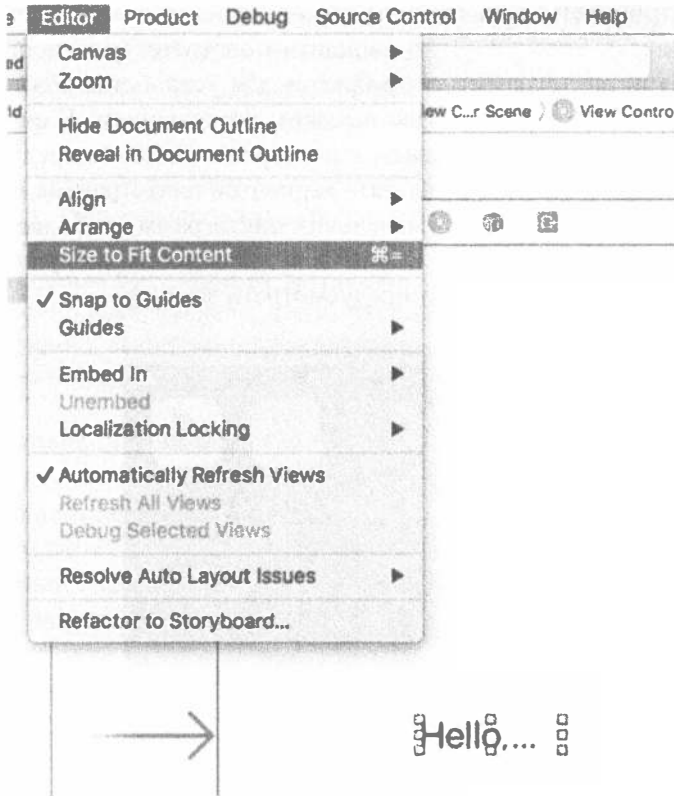 e Editor Product Debug Source Control Window Help
Canvas
Zoom
ew C...r Scene View Contro
Hide Document Outline
Reveal in Document Outline
Align
Arrange
Size to Fit Content ⌘=
✓ Snap to Guides
Guides
Embed In
Unembed
Localization Locking
✓ Automatically Refresh Views
Refresh All Views
Debug Selected Views
Resolve Auto Layout Issues
Refactor to Storyboard...
Hello,...